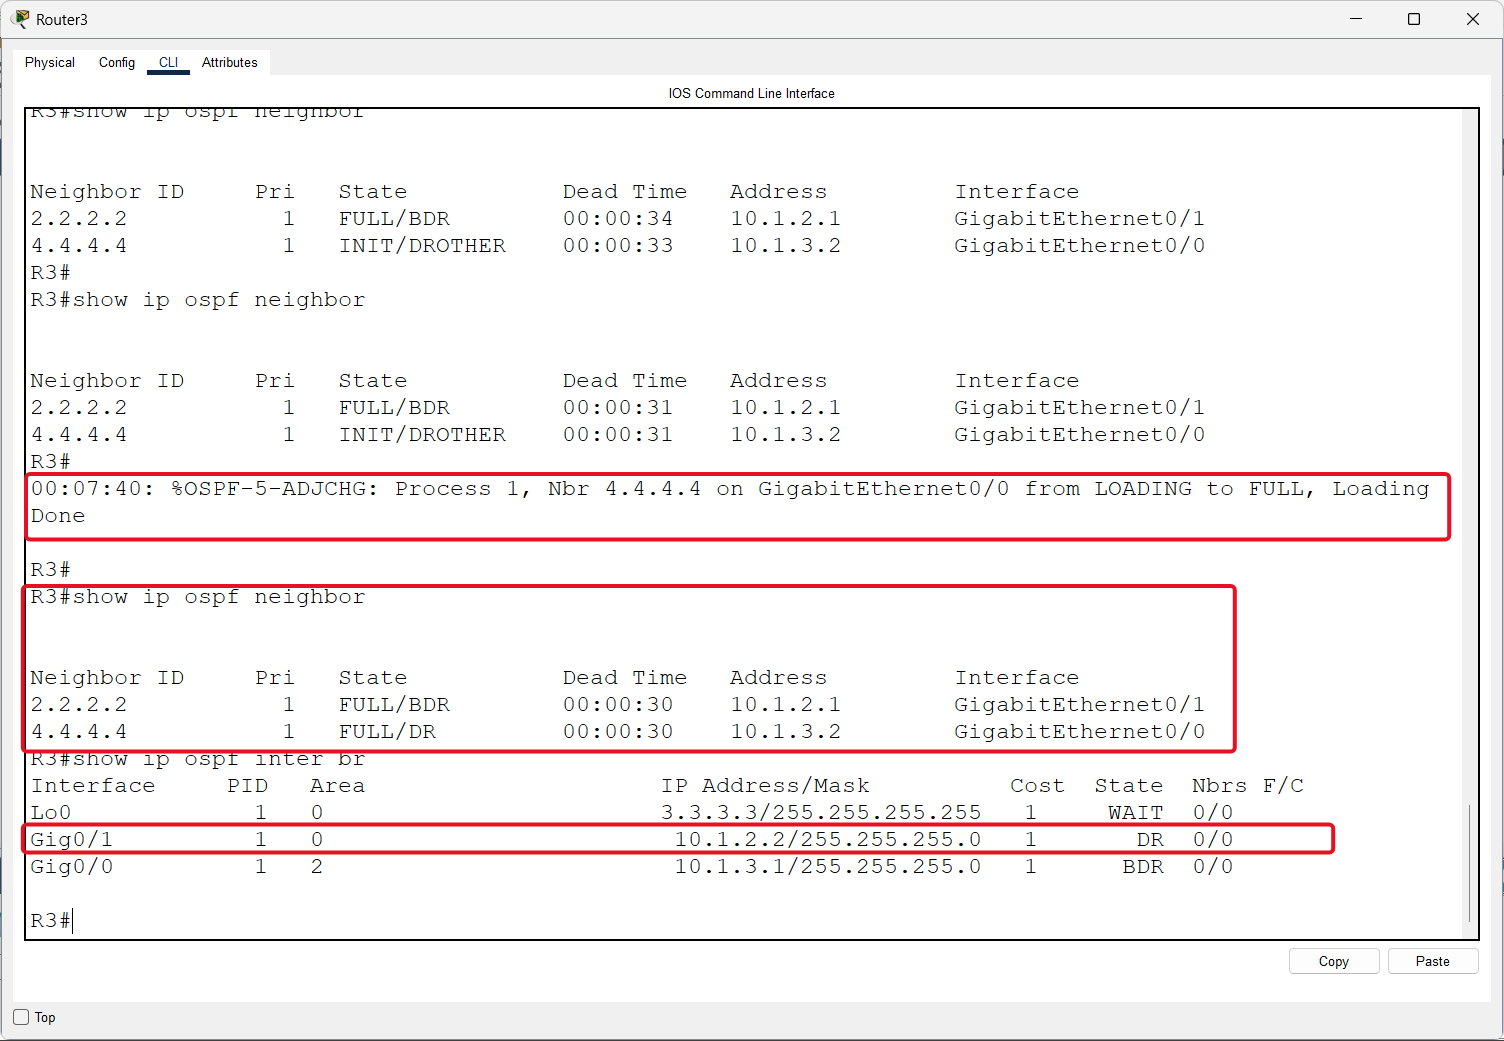 Router3
Physical Config CLI Attributes
IOS Command Line Interface
R3#show ip ospf neighbor
Neighbor ID Pri State Dead Time Address Interface
2.2.2.2 1 FULL/BDR 00:00:34 10.1.2.1 GigabitEthernet0/1
4.4.4.4 1 INIT/DROTHER 00:00:33 10.1.3.2 GigabitEthernet0/0
R3#
R3#show ip ospf neighbor
Neighbor ID Pri State Dead Time Address Interface
2.2.2.2 1 FULL/BDR 00:00:31 10.1.2.1 GigabitEthernet0/1
4.4.4.4 1 INIT/DROTHER 00:00:31 10.1.3.2 GigabitEthernet0/0
R3#
00:07:40: %OSPF-5-ADJCHG: Process 1, Nbr 4.4.4.4 on GigabitEthernet0/0 from LOADING to FULL, Loading
Done
R3#
R3#show ip ospf neighbor
Neighbor ID Pri State Dead Time Address Interface
2.2.2.2 1 FULL/BDR 00:00:30 10.1.2.1 GigabitEthernet0/1
4.4.4.4 1 FULL/DR 00:00:30 10.1.3.2 GigabitEthernet0/0
R3#show ip ospf inter br
Interface PID Area IP Address/Mask Cost State Nbrs F/C
Lo0 1 0 3.3.3.3/255.255.255.255 1 WAIT 0/0
Gig0/1 1 0 10.1.2.2/255.255.255.0 1 DR 0/0
Gig0/0 1 2 10.1.3.1/255.255.255.0 1 BDR 0/0
R3#
Copy Paste
Top